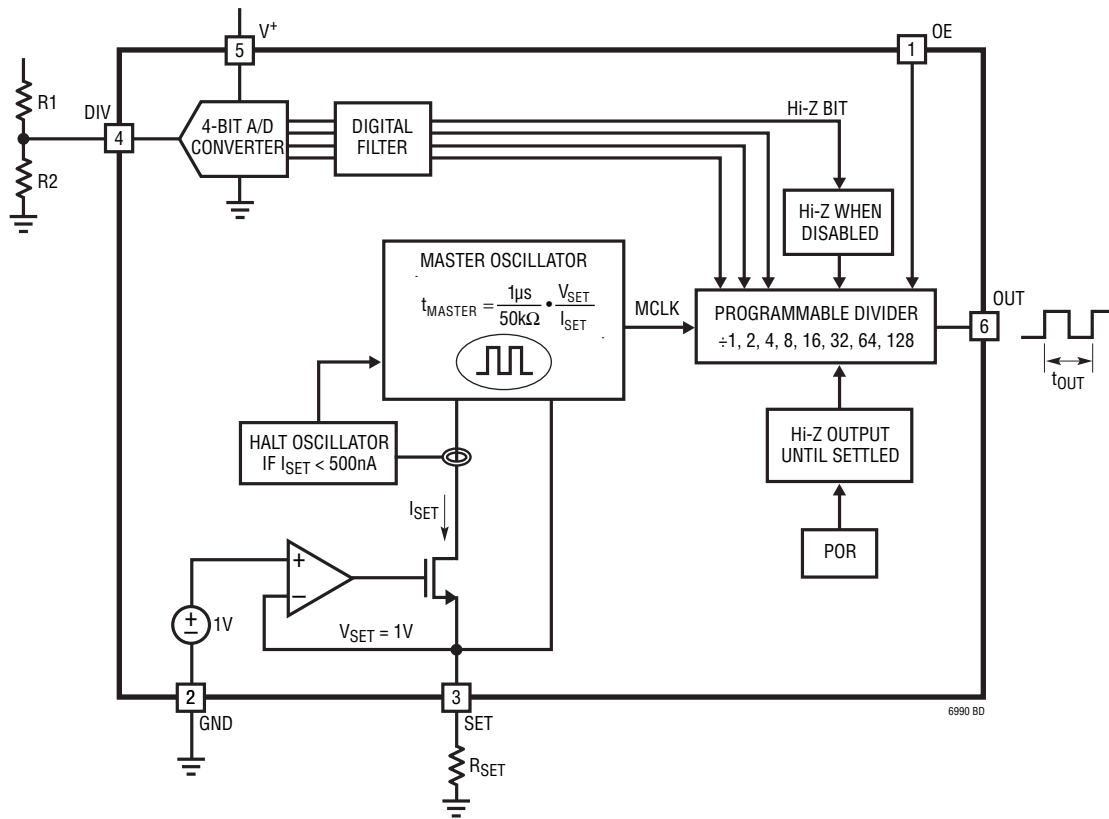 V+
5
1
OE
R1
DIV
4
4-BIT A/D
CONVERTER
DIGITAL
FILTER
Hi-Z BIT
R2
Hi-Z WHEN
DISABLED
MASTER OSCILLATOR
tMASTER = 1µs/50kΩ • VSET/ISET
MCLK
PROGRAMMABLE DIVIDER
÷1, 2, 4, 8, 16, 32, 64, 128
OUT
6
tOUT
HALT OSCILLATOR
IF ISET < 500nA
Hi-Z OUTPUT
UNTIL SETTLED
ISET
POR
+
–
+
–
1V
VSET = 1V
2
GND
3
SET
6990 BD
RSET